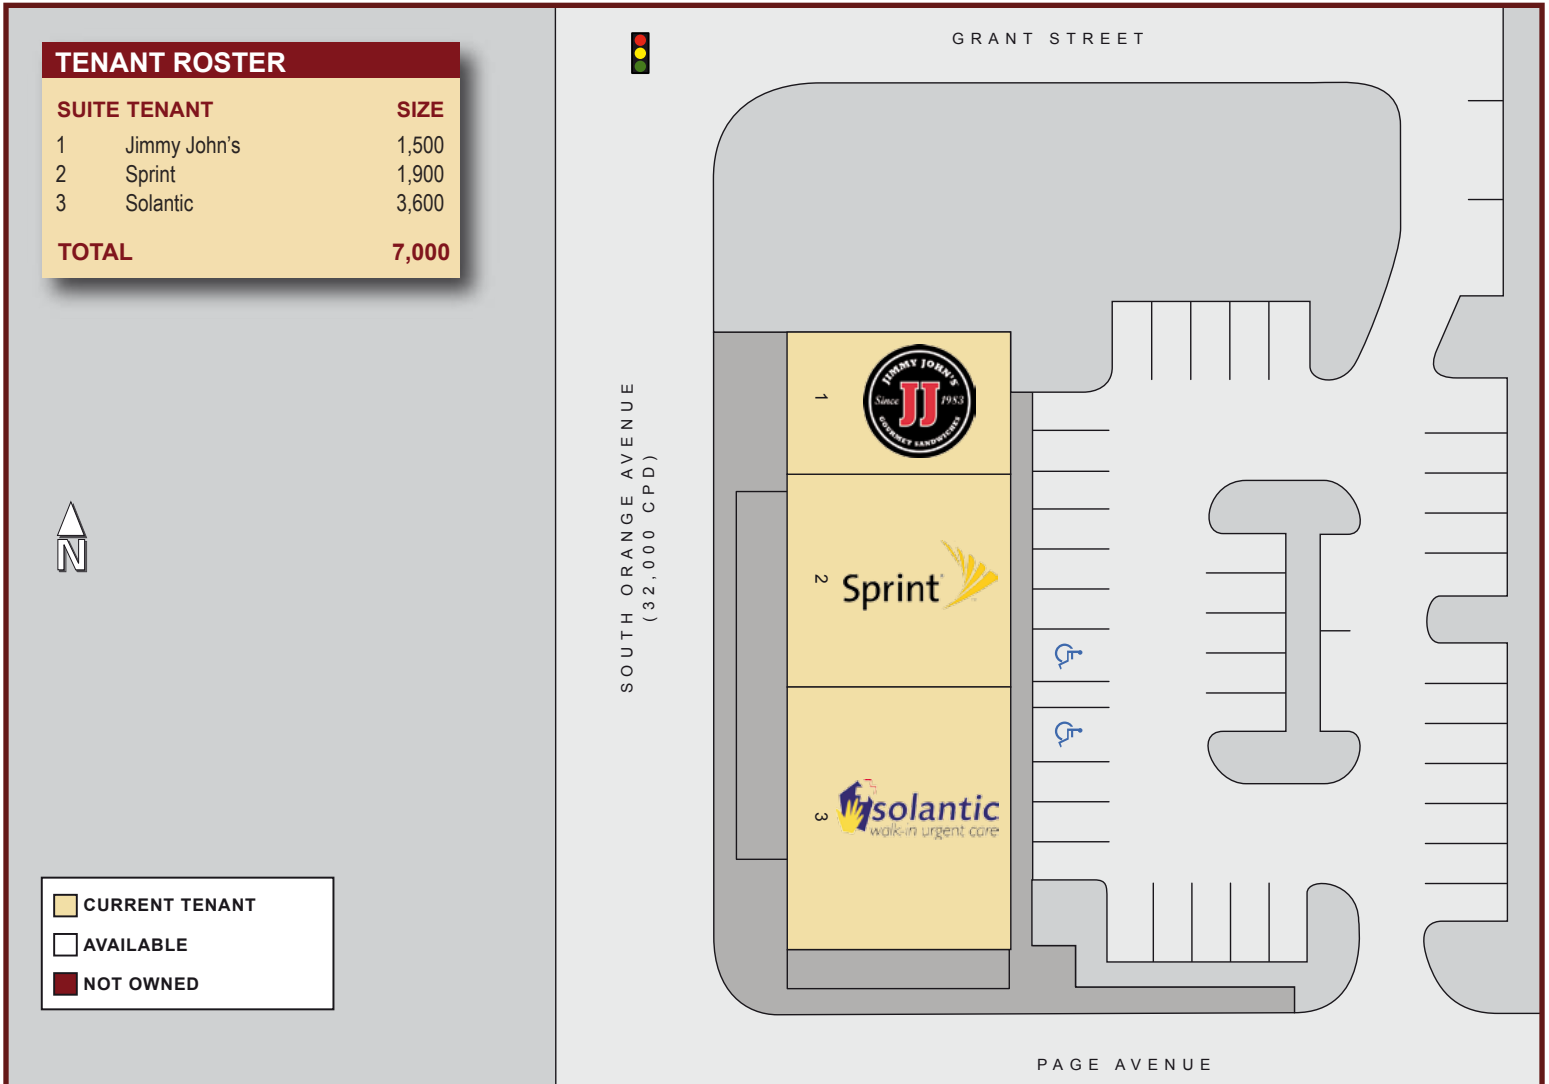 TENANT ROSTER
SUITE TENANT SIZE
1 Jimmy John's 1,500
2 Sprint 1,900
3 Solantic 3,600
TOTAL 7,000
GRANT STREET
SOUTH ORANGE AVENUE
(32,000 CPD)
1
JIMMY JOHN'S
Since JJ 1983
GOURMET SANDWICHES
2
Sprint
3
solantic
walk-in urgent care
N
CURRENT TENANT
AVAILABLE
NOT OWNED
PAGE AVENUE